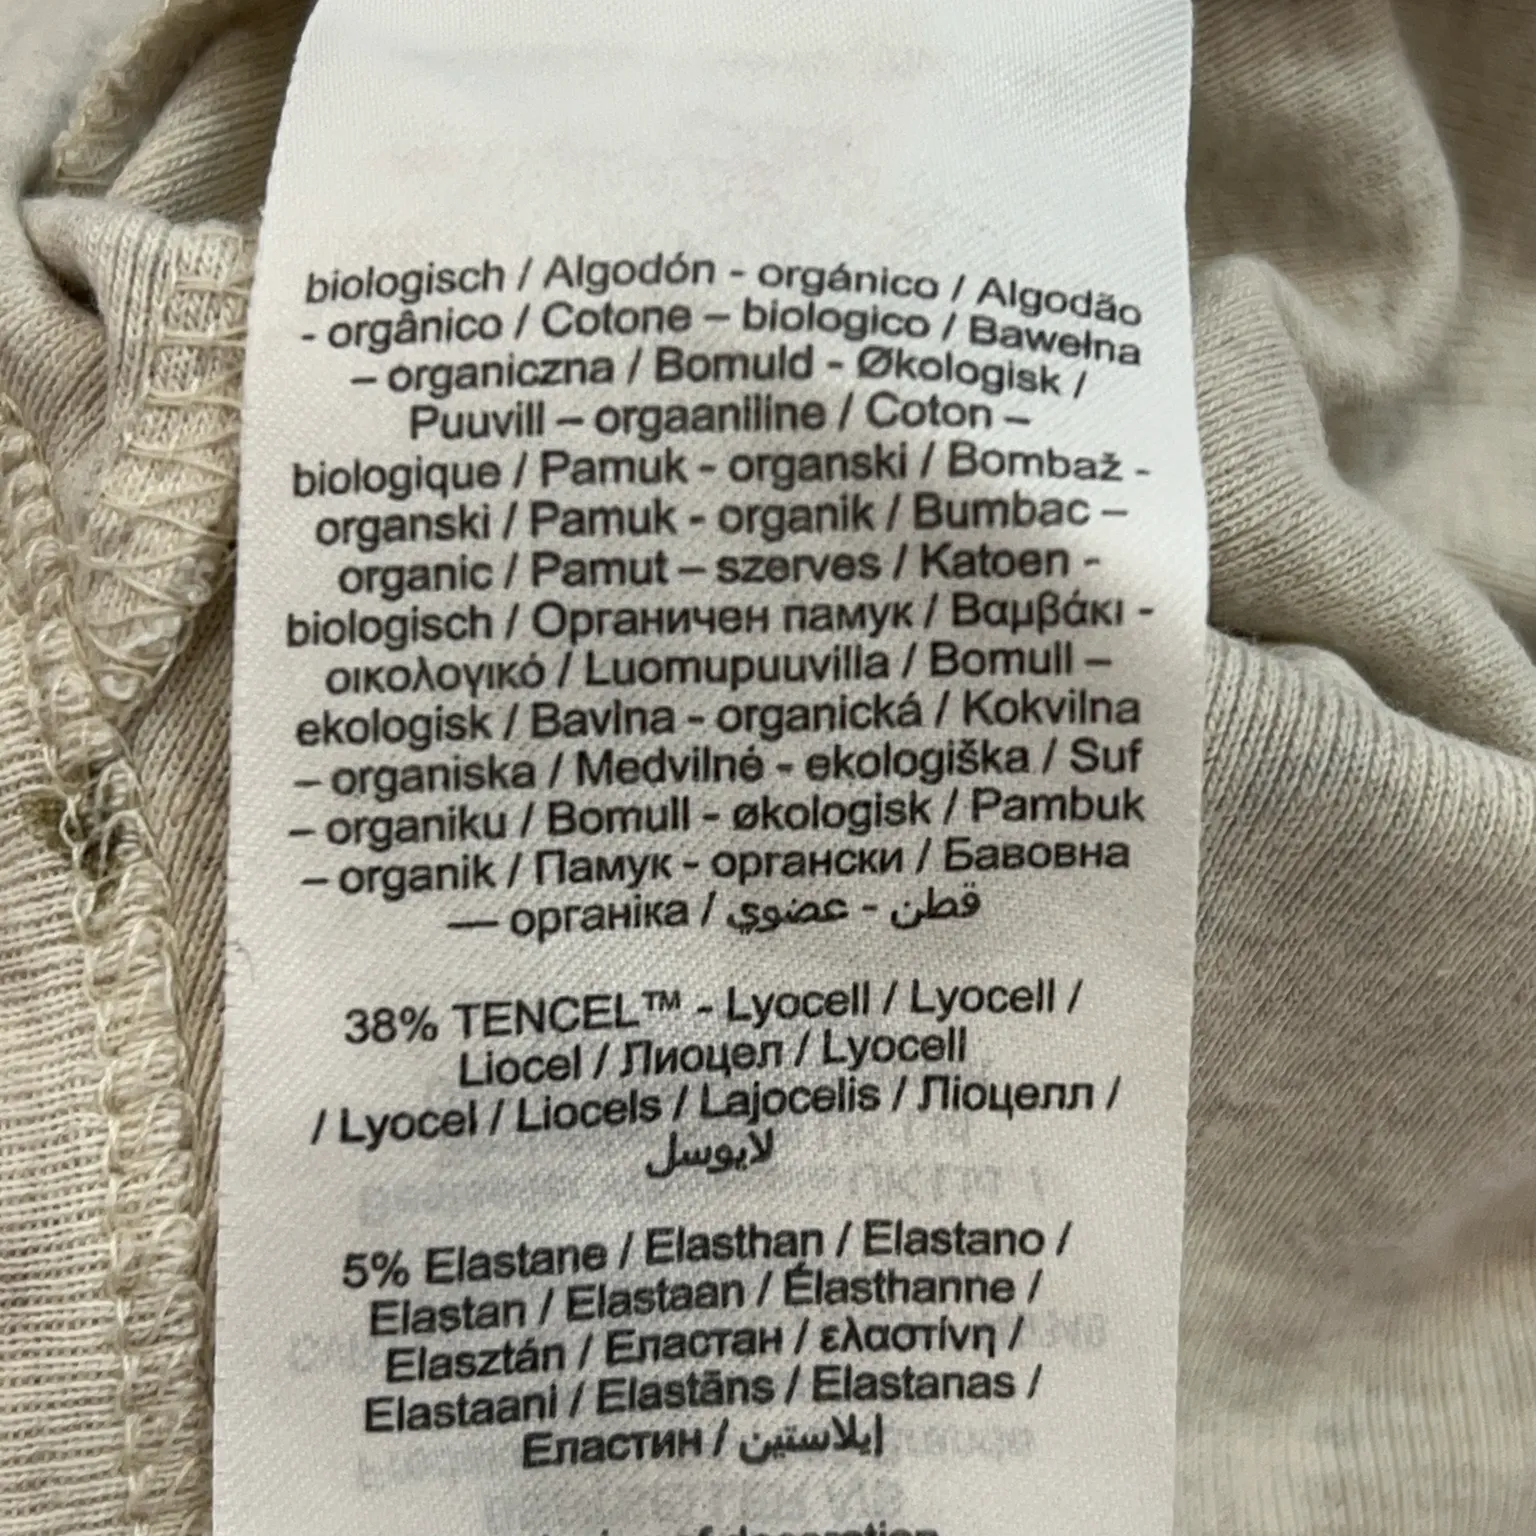 biologisch / Algodón - orgánico / Algodão
- orgânico / Cotone – biologico / Bawełna
– organiczna / Bomuld - Økologisk /
Puuvill – orgaaniline / Coton –
biologique / Pamuk - organski / Bombaž -
organski / Pamuk - organik / Bumbac –
organic / Pamut – szerves / Katoen -
biologisch / Органичен памук / Βαμβάκι -
οικολογικό / Luomupuuvilla / Bomull –
ekologisk / Bavlna - organická / Kokvilna
– organiska / Medvilnė - ekologiška / Suf
– organiku / Bomull - økologisk / Pambuk
– organik / Памук - органски / Бавовна
— органіка / قطن - عضوي
38% TENCEL™ - Lyocell / Lyocell /
Liocel / Лиоцел / Lyocell
/ Lyocel / Liocels / Lajocelis / Ліоцелл /
لايوسل
5% Elastane / Elasthan / Elastano /
Elastan / Elastaan / Élasthanne /
Elasztán / Еластан / ελαστίνη /
Elastaani / Elastāns / Elastanas /
Еластин / إيلاستين
of decoration